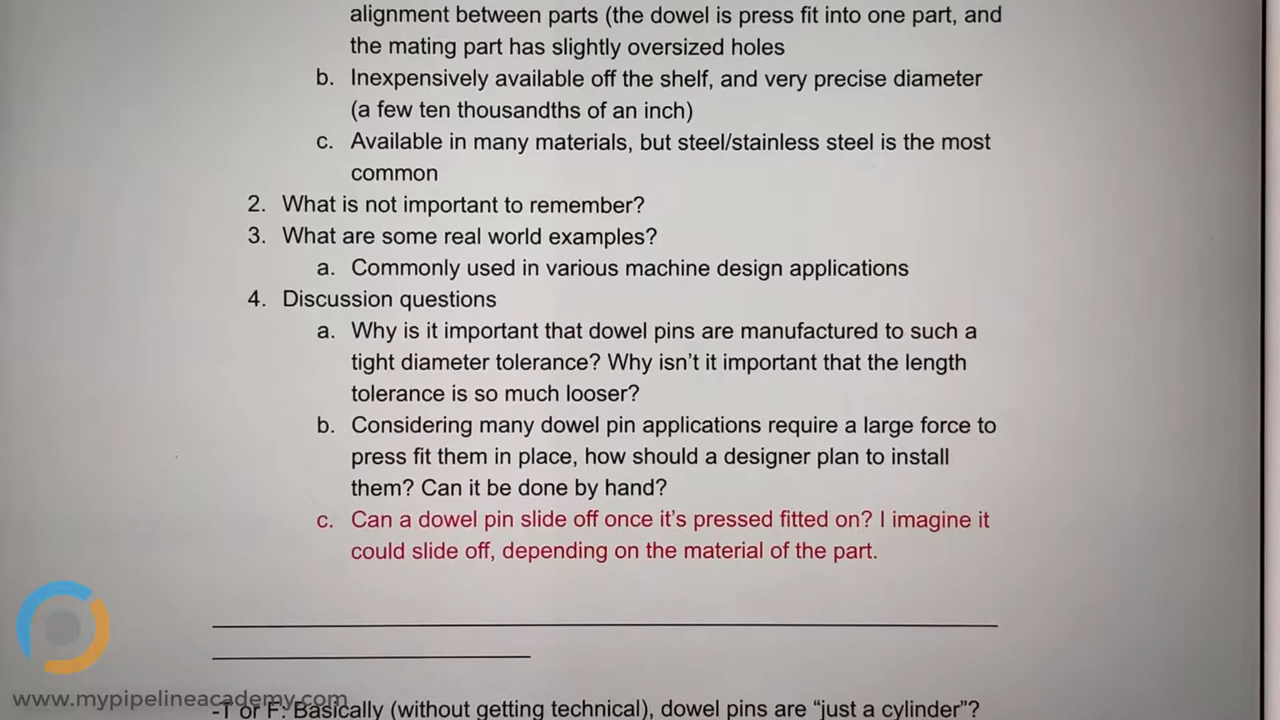 alignment between parts (the dowel is press fit into one part, and
the mating part has slightly oversized holes
b. Inexpensively available off the shelf, and very precise diameter
(a few ten thousandths of an inch)
c. Available in many materials, but steel/stainless steel is the most
common
2. What is not important to remember?
3. What are some real world examples?
a. Commonly used in various machine design applications
4. Discussion questions
a. Why is it important that dowel pins are manufactured to such a
tight diameter tolerance? Why isn’t it important that the length
tolerance is so much looser?
b. Considering many dowel pin applications require a large force to
press fit them in place, how should a designer plan to install
them? Can it be done by hand?
c. Can a dowel pin slide off once it’s pressed fitted on? I imagine it
could slide off, depending on the material of the part.
www.mypipelineacademy.com
-T or F: Basically (without getting technical), dowel pins are “just a cylinder”?